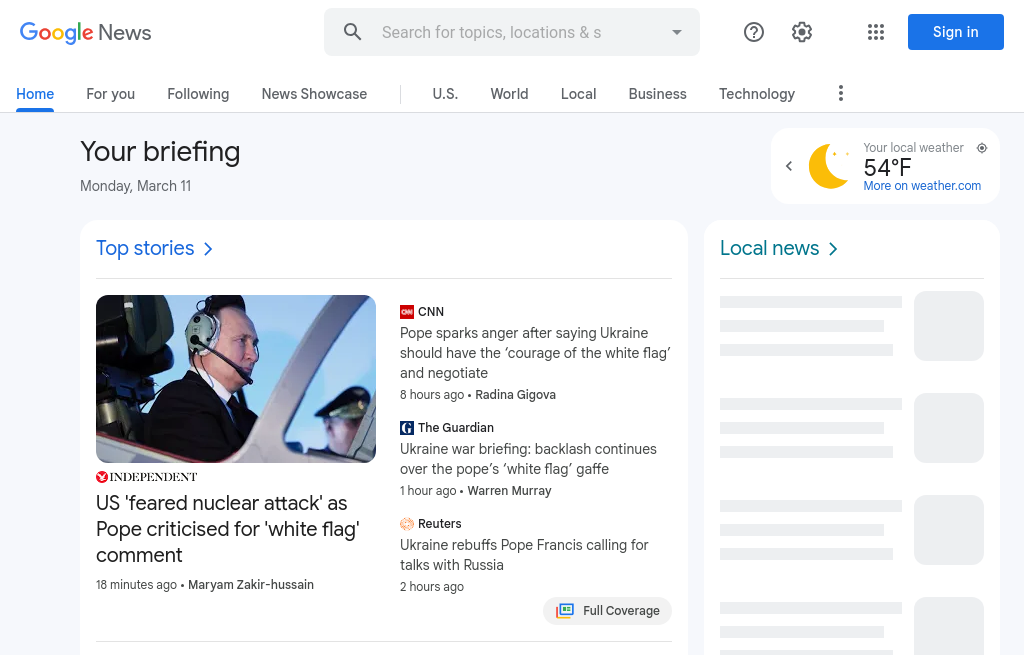 Google News
Search for topics, locations & s
Sign in
Home
For you
Following
News Showcase
U.S.
World
Local
Business
Technology
Your briefing
Monday, March 11
Your local weather
54°F
More on weather.com
Top stories
INDEPENDENT
US 'feared nuclear attack' as
Pope criticised for 'white flag'
comment
18 minutes ago • Maryam Zakir-hussain
CNN
Pope sparks anger after saying Ukraine
should have the ‘courage of the white flag’
and negotiate
8 hours ago • Radina Gigova
The Guardian
Ukraine war briefing: backlash continues
over the pope’s ‘white flag’ gaffe
1 hour ago • Warren Murray
Reuters
Ukraine rebuffs Pope Francis calling for
talks with Russia
2 hours ago
Full Coverage
Local news